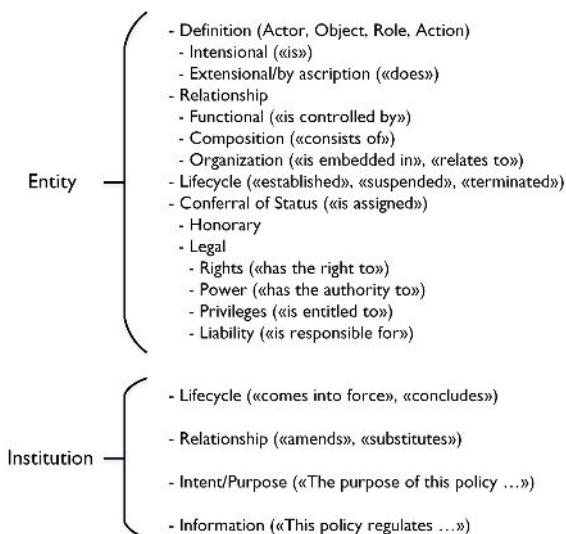 - Definition (Actor, Object, Role, Action)
- Intensional («is»)
- Extensional/by ascription («does»)
- Relationship
- Functional («is controlled by»)
- Composition («consists of»)
- Organization («is embedded in», «relates to»)
Entity
- Lifecycle («established», «suspended», «terminated»)
- Conferral of Status («is assigned»)
- Honorary
- Legal
- Rights («has the right to»)
- Power («has the authority to»)
- Privileges («is entitled to»)
- Liability («is responsible for»)
- Lifecycle («comes into force», «concludes»)
- Relationship («amends», «substitutes»)
Institution
- Intent/Purpose («The purpose of this policy ...»)
- Information («This policy regulates ...»)